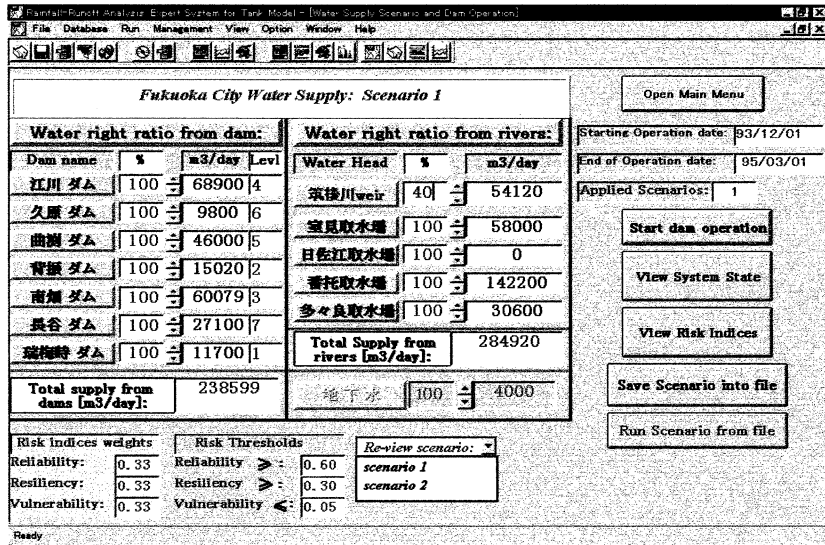 Rainfall-Runoff Analyzis Expert System for Tank Model - [Water Supply Scenario and Dam Operation]
File Database Run Management View Option Window Help
Fukuoka City Water Supply: Scenario 1
Open Main Menu
Water right ratio from dam:
Water right ratio from rivers:
Starting Operation date: 93/12/01
End of Operation date: 95/03/01
Applied Scenarios: 1
Dam name % m3/day Levl
江川 ダム 100 68900 4
久原 ダム 100 9800 6
曲渕 ダム 100 46000 5
背振 ダム 100 15020 2
南畑 ダム 100 60079 3
長谷 ダム 100 27100 7
瑞梅時 ダム 100 11700 1
Total supply from
dams [m3/day]:
238599
Water Head % m3/day
筑後川weir 40 54120
室見取水場 100 58000
日佐江取水場 100 0
番托取水場 100 142200
多々良取水場 100 30600
Total Supply from
rivers [m3/day]:
284920
地下水 100 4000
Start dam operation
View System State
View Risk Indices
Save Scenario into file
Run Scenario from file
Risk indices weights
Reliability: 0.33
Resiliency: 0.33
Vulnerability: 0.33
Risk Thresholds
Reliability ≥ : 0.60
Resiliency ≥ : 0.30
Vulnerability ≤: 0.05
Re-view scenario:
scenario 1
scenario 2
Ready